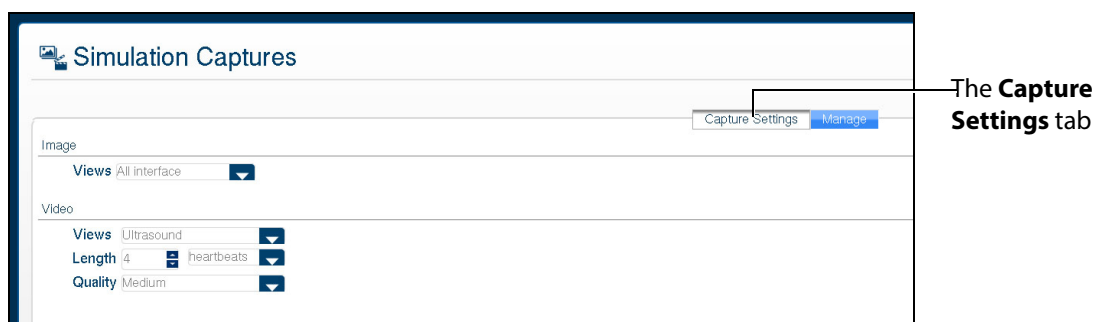 Simulation Captures
The Capture
Settings tab
Capture Settings Manage
Image
Views All interface
Video
Views Ultrasound
Length 4 heartbeats
Quality Medium